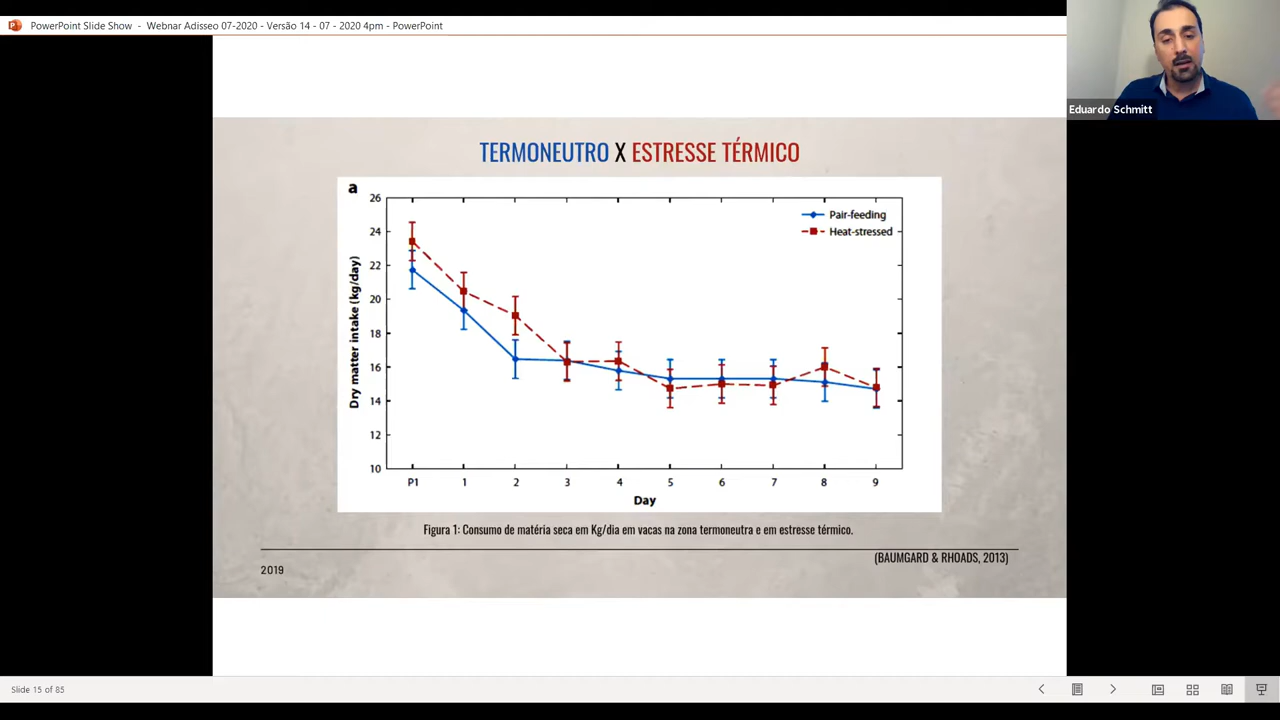 PowerPoint Slide Show - Webnar Adisseo 07-2020 - Versão 14 - 07 - 2020 4pm - PowerPoint
Eduardo Schmitt
TERMONEUTRO X ESTRESSE TÉRMICO
a
26
24
22
20
18
16
14
12
10
Dry matter intake (kg/day)
Pair-feeding
Heat-stressed
P1 1 2 3 4 5 6 7 8 9
Day
Figura 1: Consumo de matéria seca em Kg/dia em vacas na zona termoneutra e em estresse térmico.
(BAUMGARD & RHOADS, 2013)
2019
Slide 15 of 85